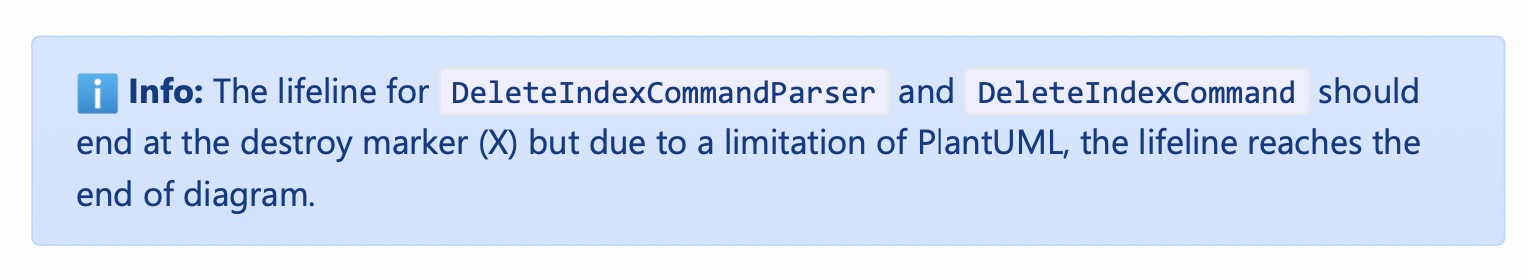 ℹ️ Info: The lifeline for DeleteIndexCommandParser and DeleteIndexCommand should
end at the destroy marker (X) but due to a limitation of PlantUML, the lifeline reaches the
end of diagram.